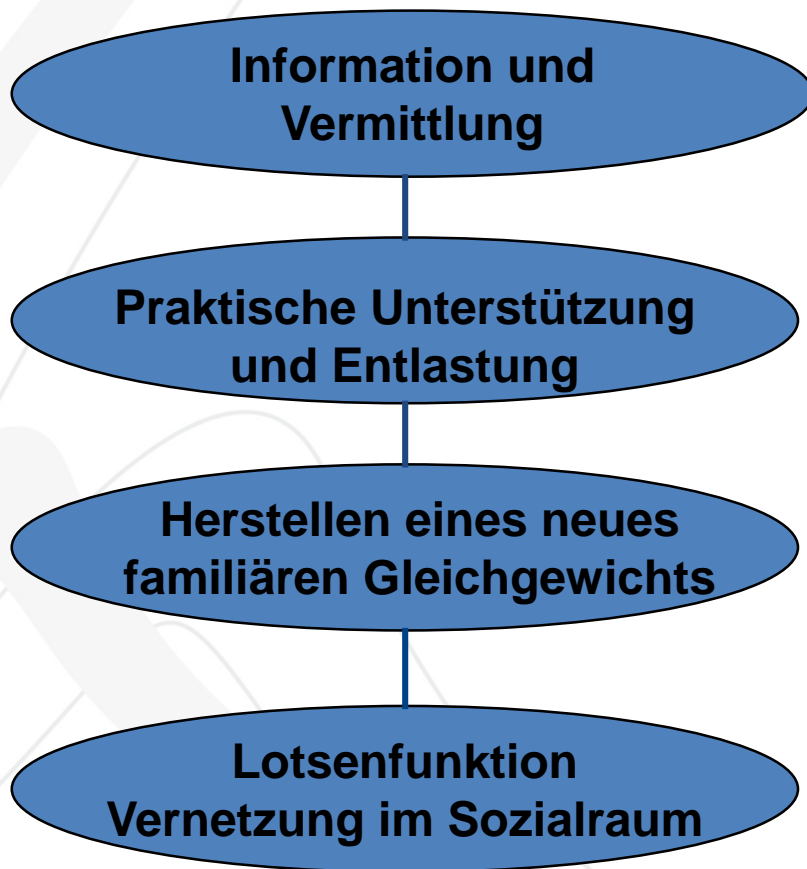 Information und
Vermittlung
Praktische Unterstützung
und Entlastung
Herstellen eines neues
familiären Gleichgewichts
Lotsenfunktion
Vernetzung im Sozialraum